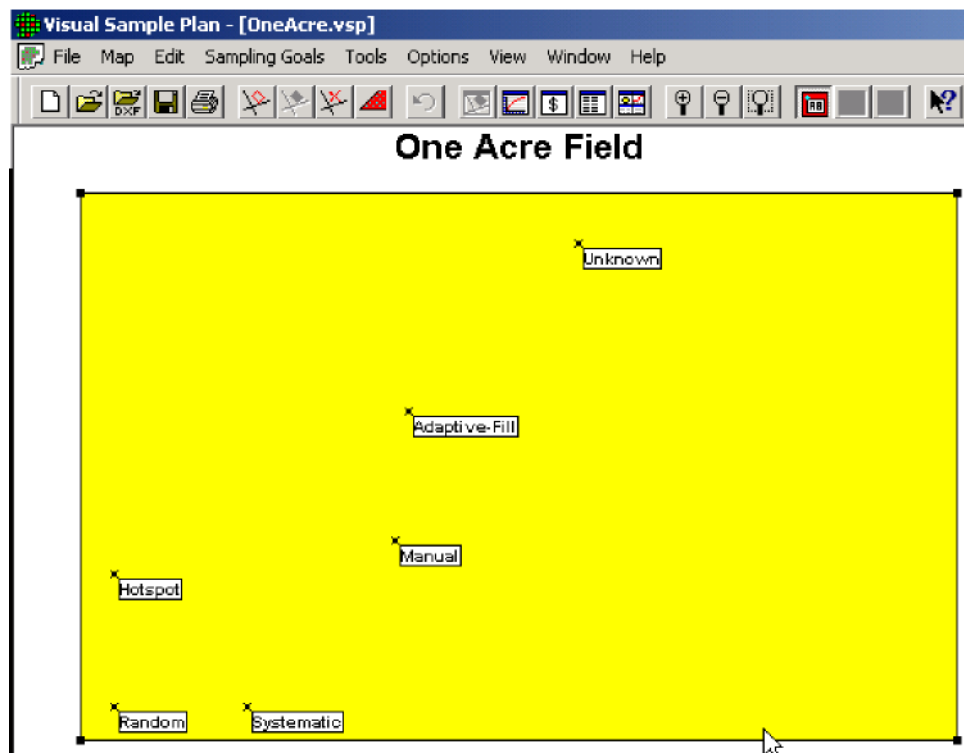 Visual Sample Plan - [OneAcre.vsp]
File Map Edit Sampling Goals Tools Options View Window Help
DXF $ AB ?
One Acre Field
Unknown
Adaptive-Fill
Manual
Hotspot
Random Systematic